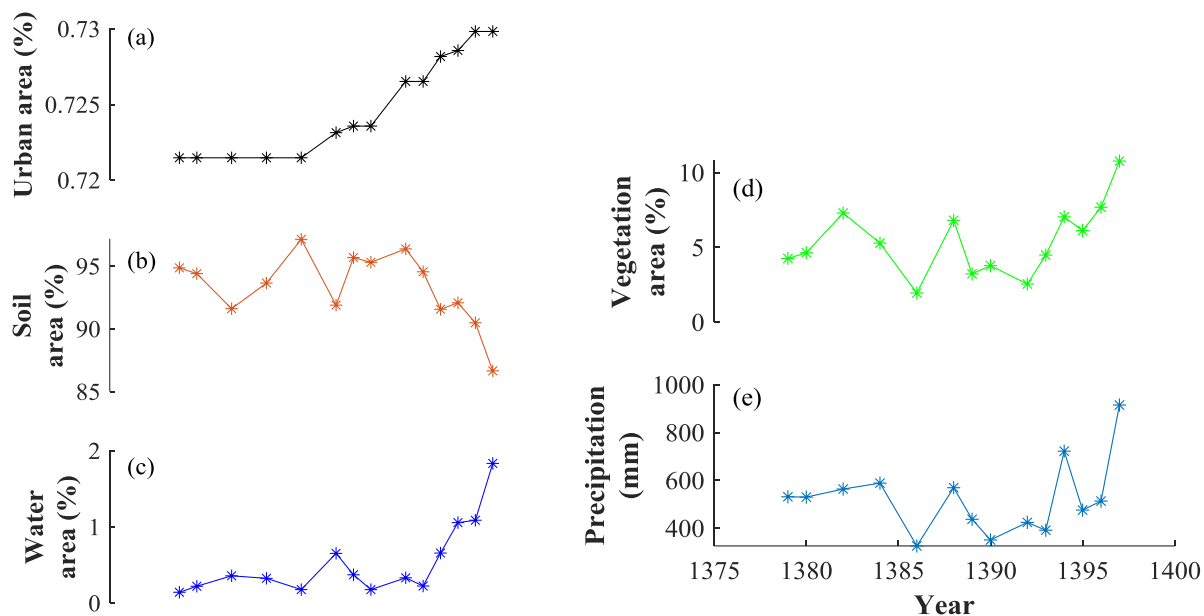 (a)
Urban area (%)
0.73
0.725
0.72
(b)
Soil
area (%)
95
90
85
(c)
Water
area (%)
2
1
0
(d)
Vegetation
area (%)
10
5
0
(e)
Precipitation
(mm)
1000
800
600
400
1375 1380 1385 1390 1395 1400
Year